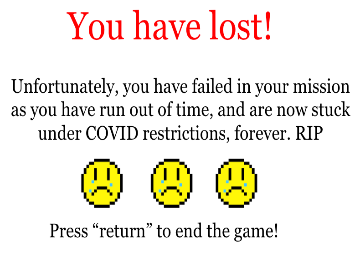 You have lost!
Unfortunately, you have failed in your mission
as you have run out of time, and are now stuck
under COVID restrictions, forever. RIP
Press “return” to end the game!